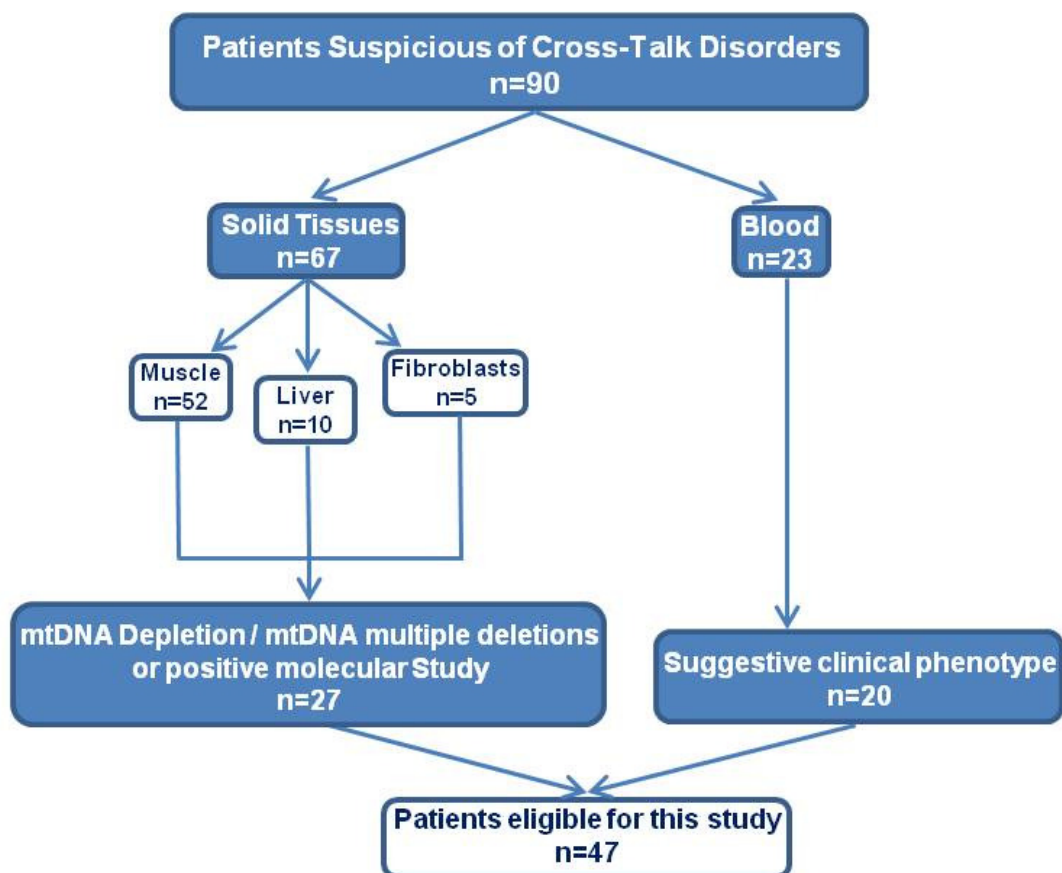 Patients Suspicious of Cross-Talk Disorders
n=90
Solid Tissues
n=67
Blood
n=23
Muscle
n=52
Liver
n=10
Fibroblasts
n=5
mtDNA Depletion / mtDNA multiple deletions
or positive molecular Study
n=27
Suggestive clinical phenotype
n=20
Patients eligible for this study
n=47